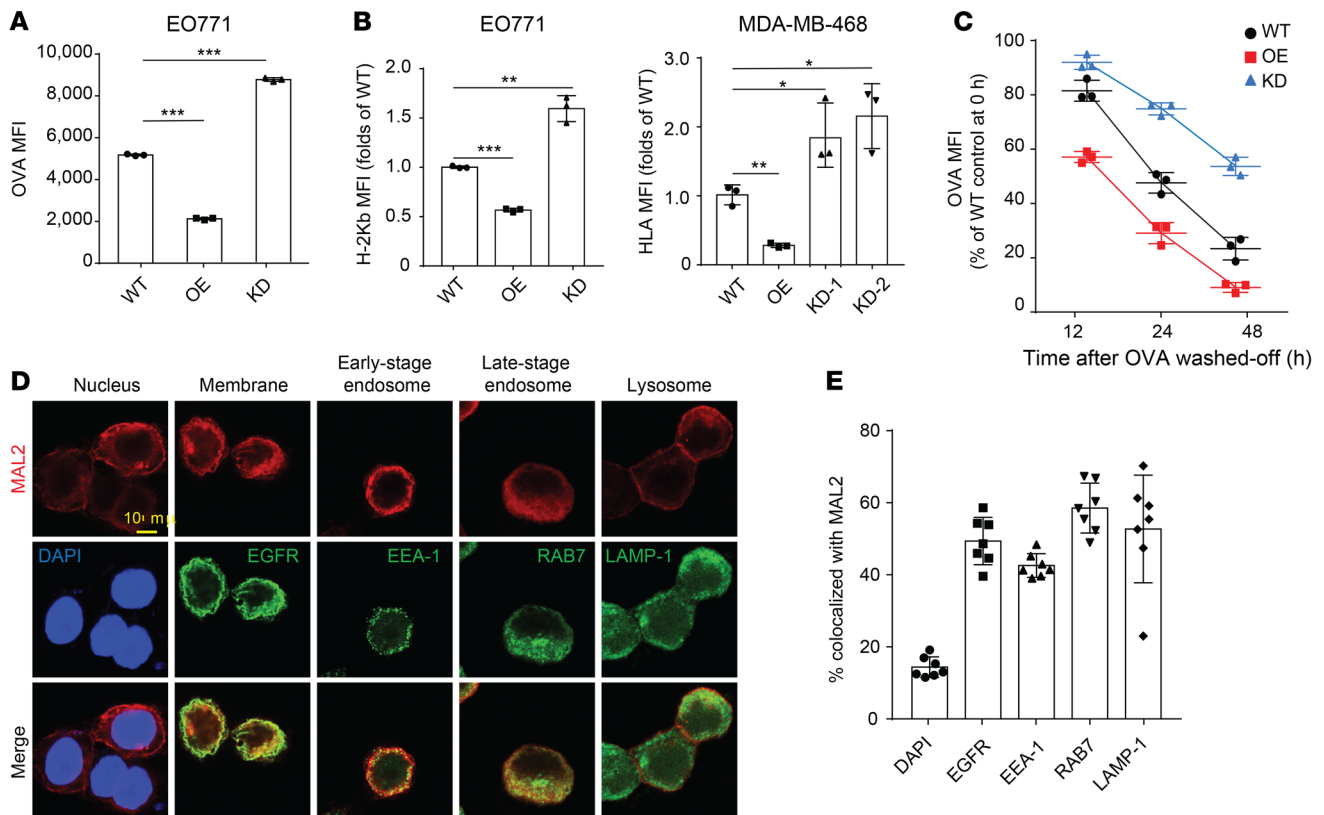 A
EO771
OVA MFI
10,000
8,000
6,000
4,000
2,000
0
***
***
WT
OE
KD
B
EO771
H-2Kb MFI (folds of WT)
2.0
1.5
1.0
0.5
0
**
***
WT
OE
KD
MDA-MB-468
HLA MFI (folds of WT)
3.0
2.0
1.0
0
*
*
**
WT
OE
KD-1
KD-2
C
WT
OE
KD
OVA MFI
(% of WT control at 0 h)
100
80
60
40
20
0
12
24
48
Time after OVA washed-off (h)
D
Nucleus
Membrane
Early-stage
endosome
Late-stage
endosome
Lysosome
MAL2
10 m μ
DAPI
EGFR
EEA-1
RAB7
LAMP-1
Merge
E
% colocalized with MAL2
80
60
40
20
0
DAPI
EGFR
EEA-1
RAB7
LAMP-1